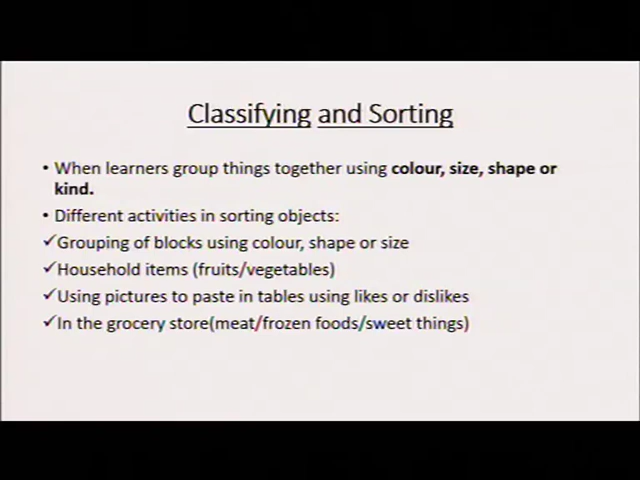 Classifying and Sorting
• When learners group things together using colour, size, shape or
kind.
• Different activities in sorting objects:
✓Grouping of blocks using colour, shape or size
✓Household items (fruits/vegetables)
✓Using pictures to paste in tables using likes or dislikes
✓In the grocery store(meat/frozen foods/sweet things)